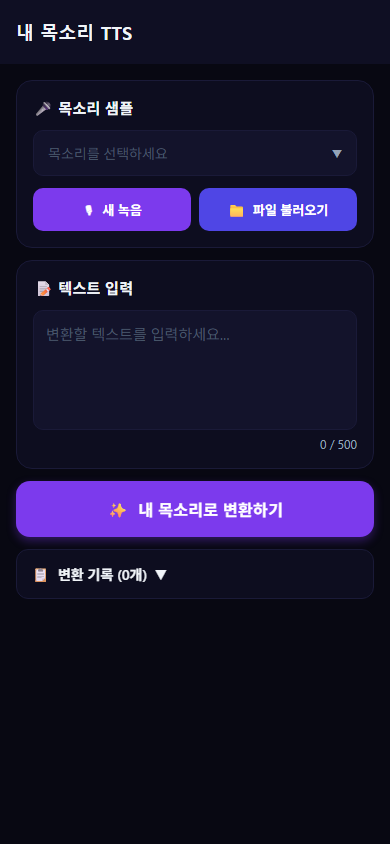 내 목소리 TTS
🎤 목소리 샘플
목소리를 선택하세요 ▼
🎙 새 녹음
📁 파일 불러오기
📝 텍스트 입력
변환할 텍스트를 입력하세요...
0 / 500
✨ 내 목소리로 변환하기
📋 변환 기록 (0개) ▼